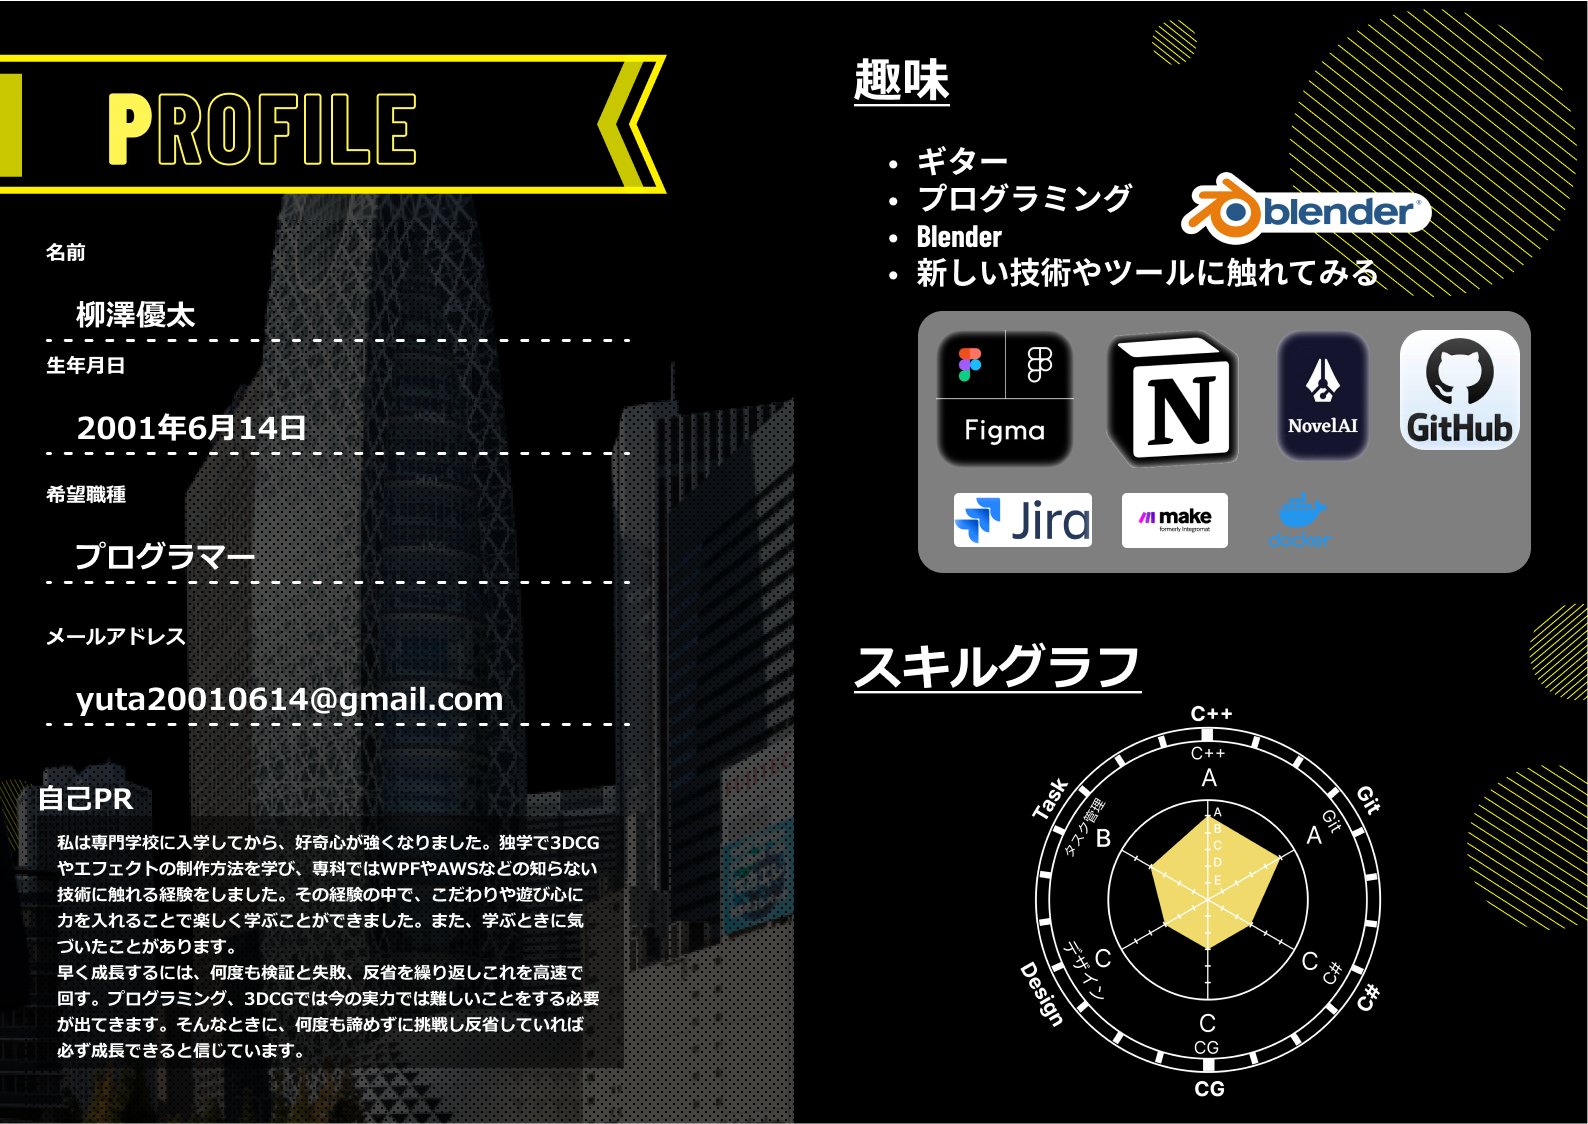 PROFILE
名前
柳澤優太
生年月日
2001年6月14日
希望職種
プログラマー
メールアドレス
yuta20010614@gmail.com
自己PR
私は専門学校に入学してから、好奇心が強くなりました。独学で3DCG
やエフェクトの制作方法を学び、専科ではWPFやAWSなどの知らない
技術に触れる経験をしました。その経験の中で、こだわりや遊び心に
力を入れることで楽しく学ぶことができました。また、学ぶときに気
づいたことがあります。
早く成長するには、何度も検証と失敗、反省を繰り返しこれを高速で
回す。プログラミング、3DCGでは今の実力では難しいことをする必要
が出てきます。そんなときに、何度も諦めずに挑戦し反省していれば
必ず成長できると信じています。
趣味
• ギター
• プログラミング
• Blender
• 新しい技術やツールに触れてみる
blender®
Figma
N
NovelAI
GitHub
Jira
make
formerly Integromat
docker
スキルグラフ
C++
C++
A
Task
タスク管理
B
Git
Git
A
A
B
C
D
E
Design
デザイン
C
C
C#
C#
C
CG
CG